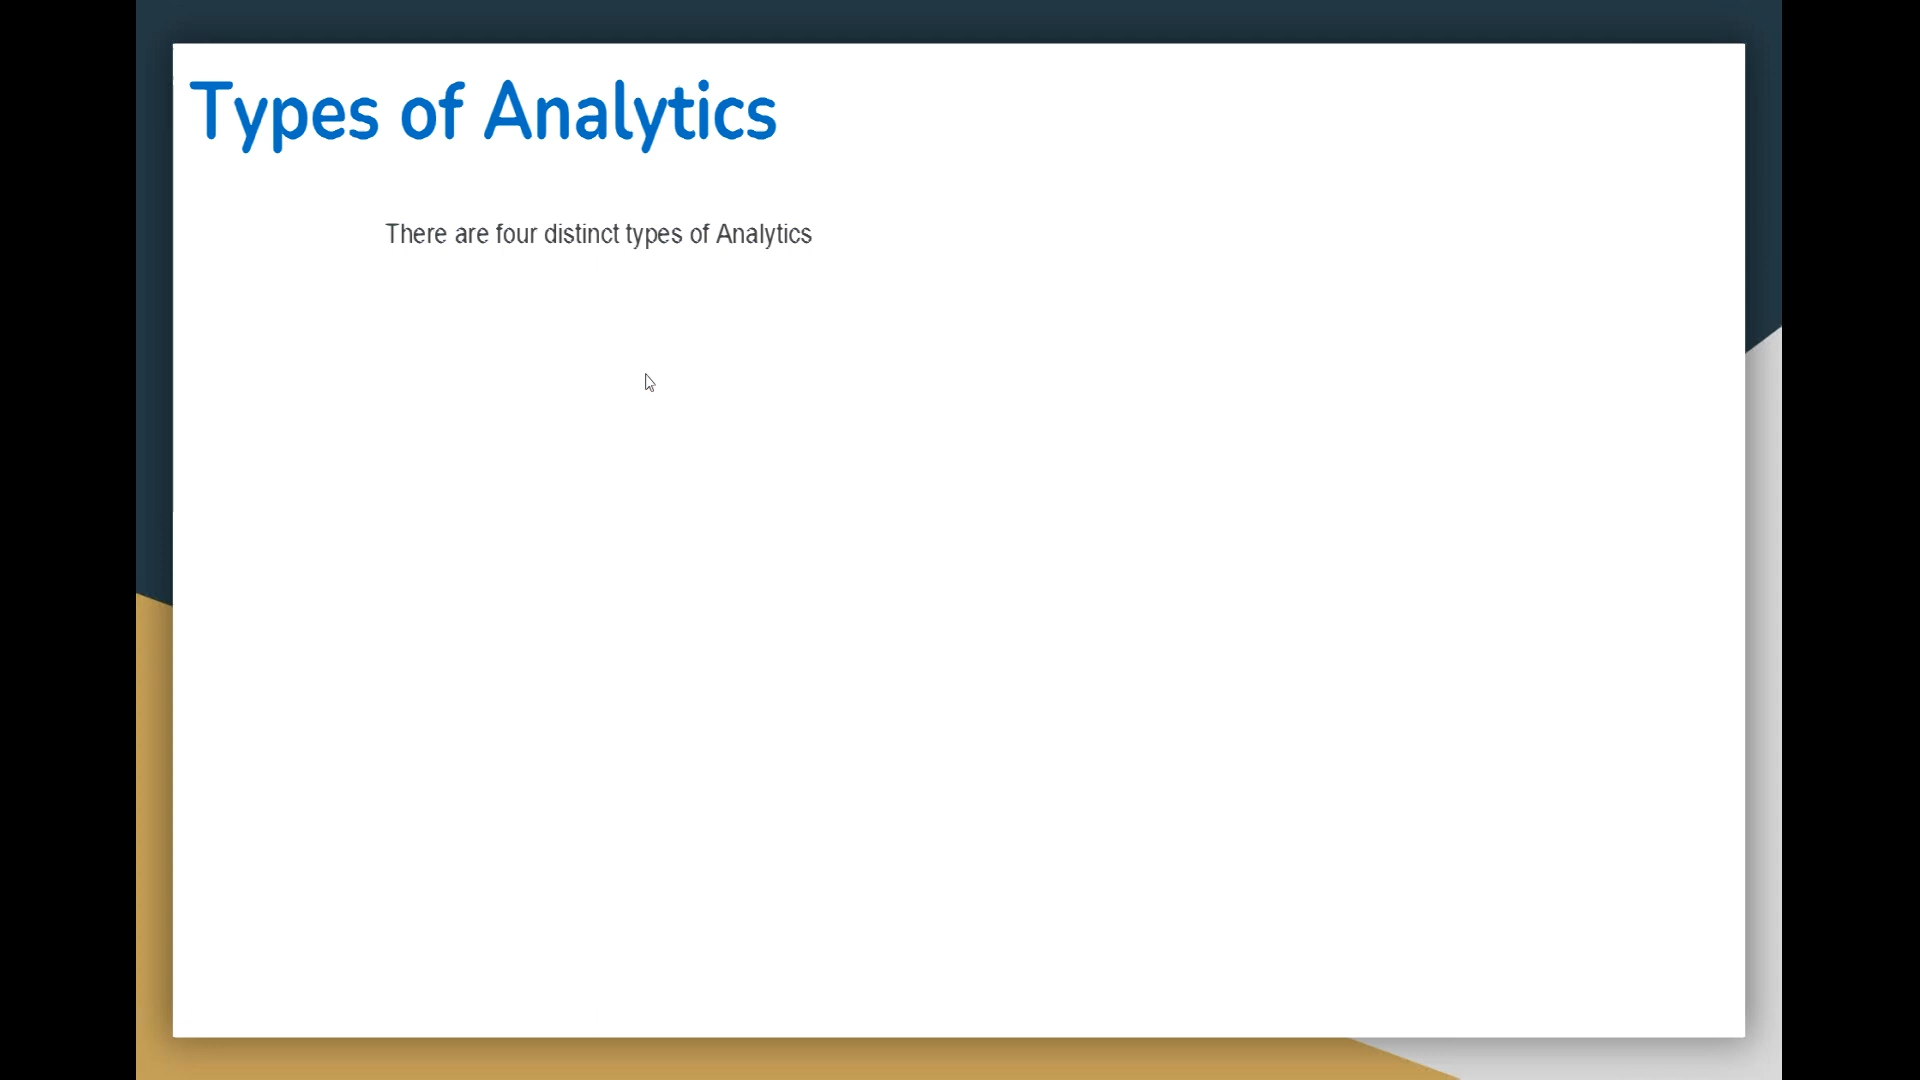 Types of Analytics
There are four distinct types of Analytics